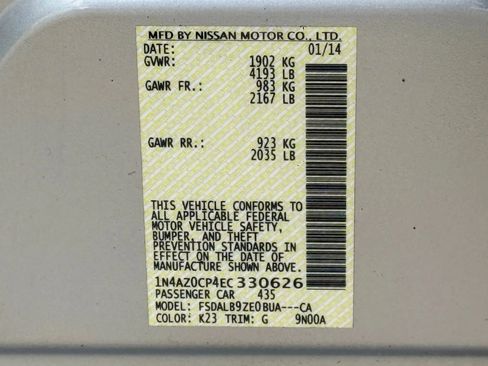 MFD BY NISSAN MOTOR CO., LTD.
DATE: 01/14
GVWR: 1902 KG
4193 LB
GAWR FR.: 983 KG
2167 LB
GAWR RR.: 923 KG
2035 LB
THIS VEHICLE CONFORMS TO
ALL APPLICABLE FEDERAL
MOTOR VEHICLE SAFETY,
BUMPER, AND THEFT
PREVENTION STANDARDS IN
EFFECT ON THE DATE OF
MANUFACTURE SHOWN ABOVE.
1N4AZ0CP4EC330626
PASSENGER CAR 435
MODEL: FSDALB9ZE0BUA---CA
COLOR: K23 TRIM: G 9N00A